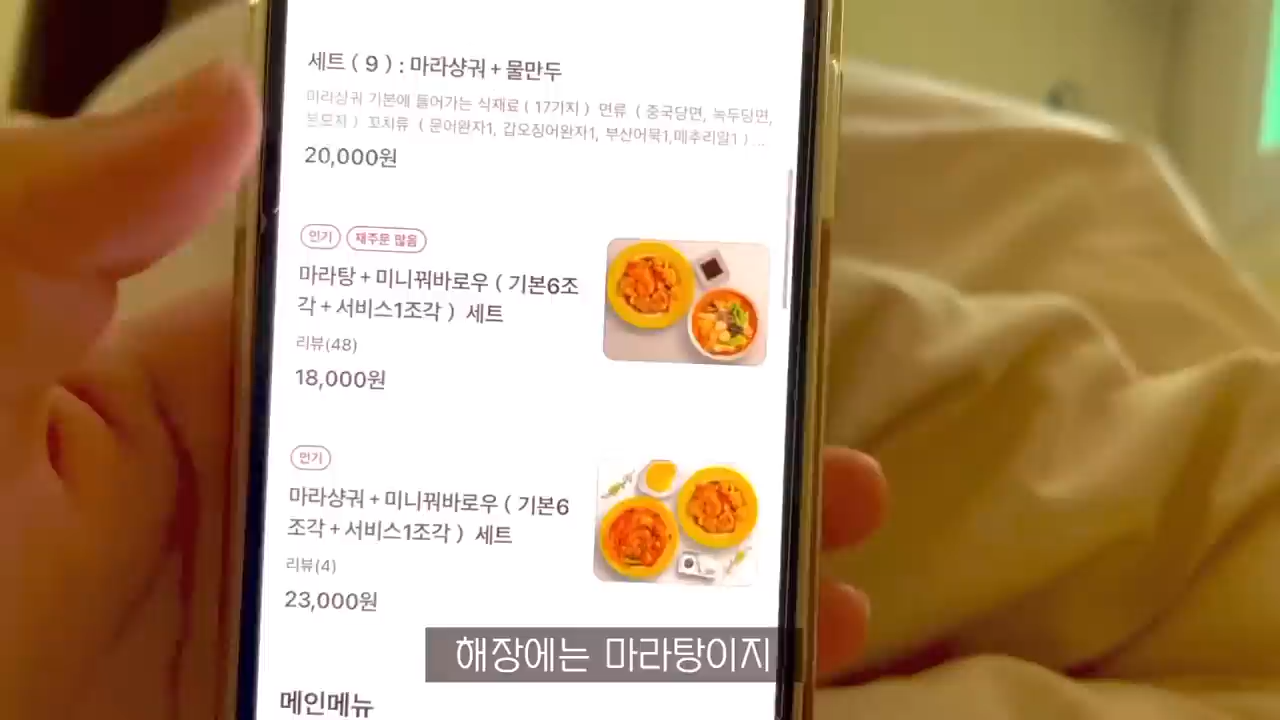 세트 ( 9 ) : 마라샹궈 + 물만두
마라샹궈 기본에 들어가는 식재료 ( 17가지 ) 면류 ( 중국당면, 녹두당면,
분모자 ) 꼬치류 ( 문어완자1, 갑오징어완자1, 부산어묵1,메추리알1 ) ...
20,000원
인기 재주문 많음
마라탕 + 미니꿔바로우 ( 기본6조
각 + 서비스1조각 ) 세트
리뷰(48)
18,000원
인기
마라샹궈 + 미니꿔바로우 ( 기본6
조각 + 서비스1조각 ) 세트
리뷰(4)
23,000원
해장에는 마라탕이지
메인메뉴